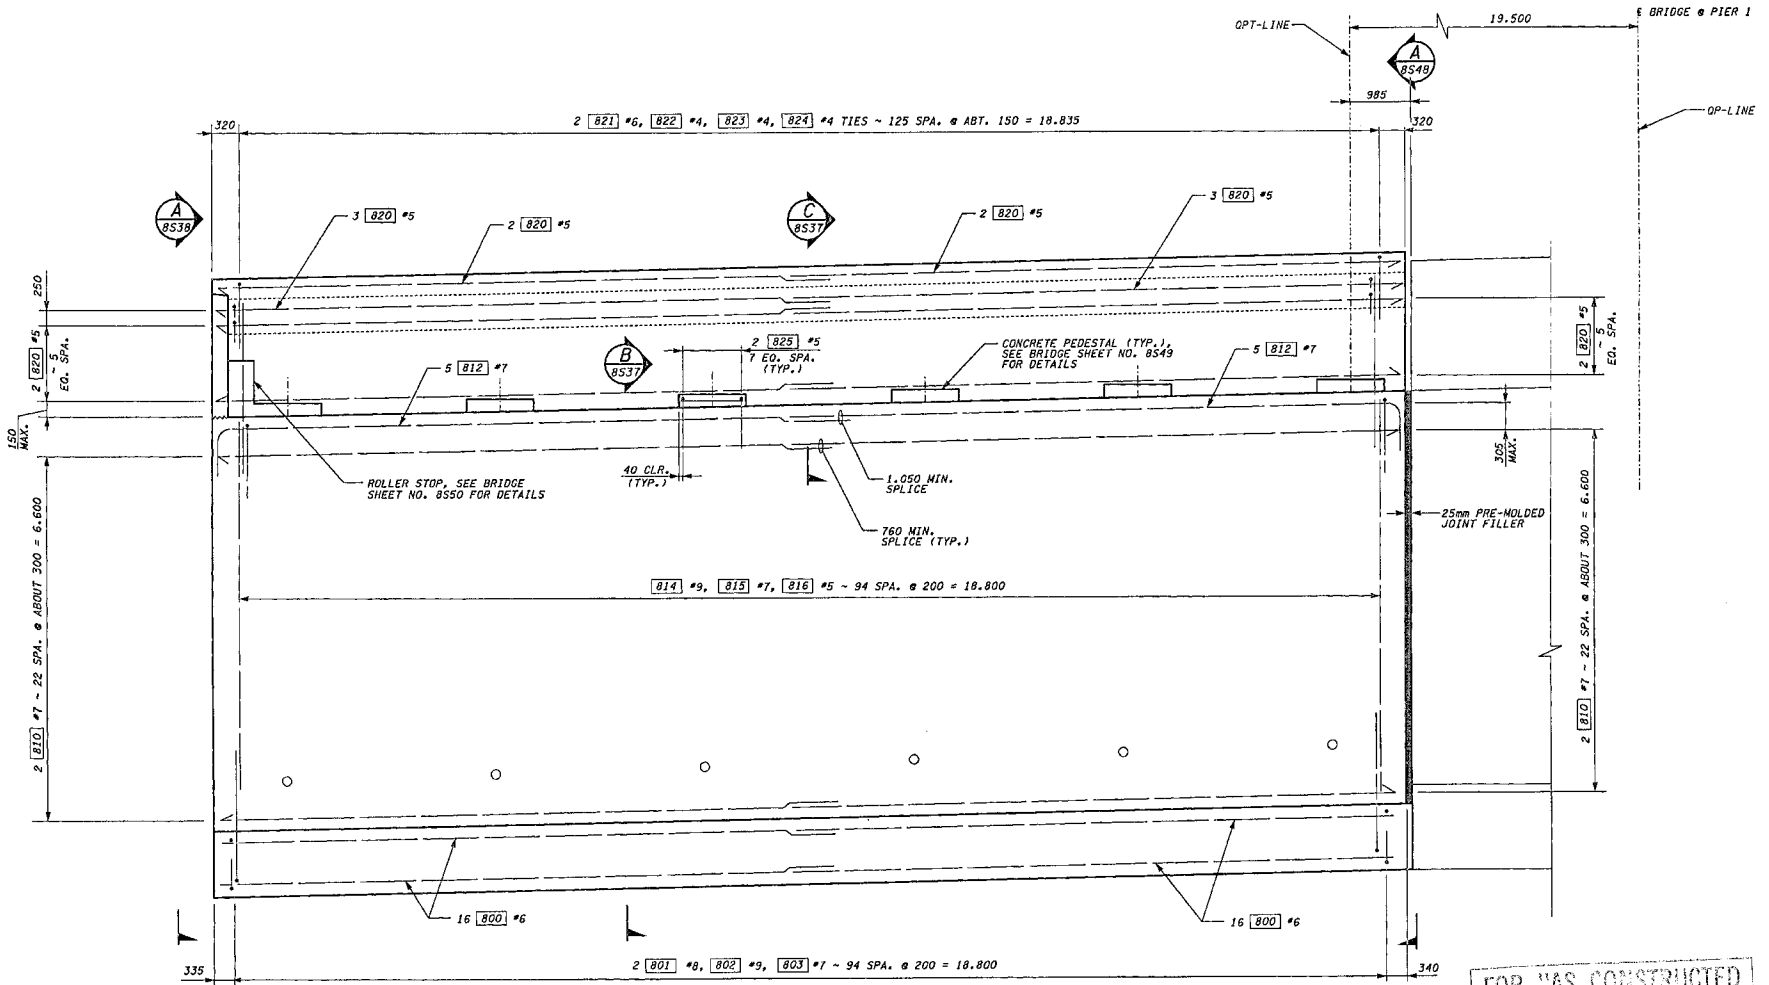 ℄ BRIDGE @ PIER 1
19.500
QPT-LINE
A
8S48
985
QP-LINE
320
2 821 #6, 822 #4, 823 #4, 824 #4 TIES ~ 125 SPA. @ ABT. 150 = 18.835
320
A
8S38
3 820 #5
2 820 #5
C
8S37
2 820 #5
3 820 #5
250
2 820 #5
~ 5
EQ. SPA.
150
MAX.
B
8S37
2 825 #5
7 EQ. SPA.
(TYP.)
CONCRETE PEDESTAL (TYP.),
SEE BRIDGE SHEET NO. 8S49
FOR DETAILS
5 812 #7
5 812 #7
2 820 #5
~ 5
EQ. SPA.
305
MAX.
ROLLER STOP, SEE BRIDGE
SHEET NO. 8S50 FOR DETAILS
40 CLR.
(TYP.)
1.050 MIN.
SPLICE
760 MIN.
SPLICE (TYP.)
25mm PRE-MOLDED
JOINT FILLER
2 810 #7 ~ 22 SPA. @ ABOUT 300 = 6.600
814 #9, 815 #7, 816 #5 ~ 94 SPA. @ 200 = 18.800
2 810 #7 ~ 22 SPA. @ ABOUT 300 = 6.600
16 800 #6
16 800 #6
335
2 801 #8, 802 #9, 803 #7 ~ 94 SPA. @ 200 = 18.800
340
FOR "AS CONSTRUCTED